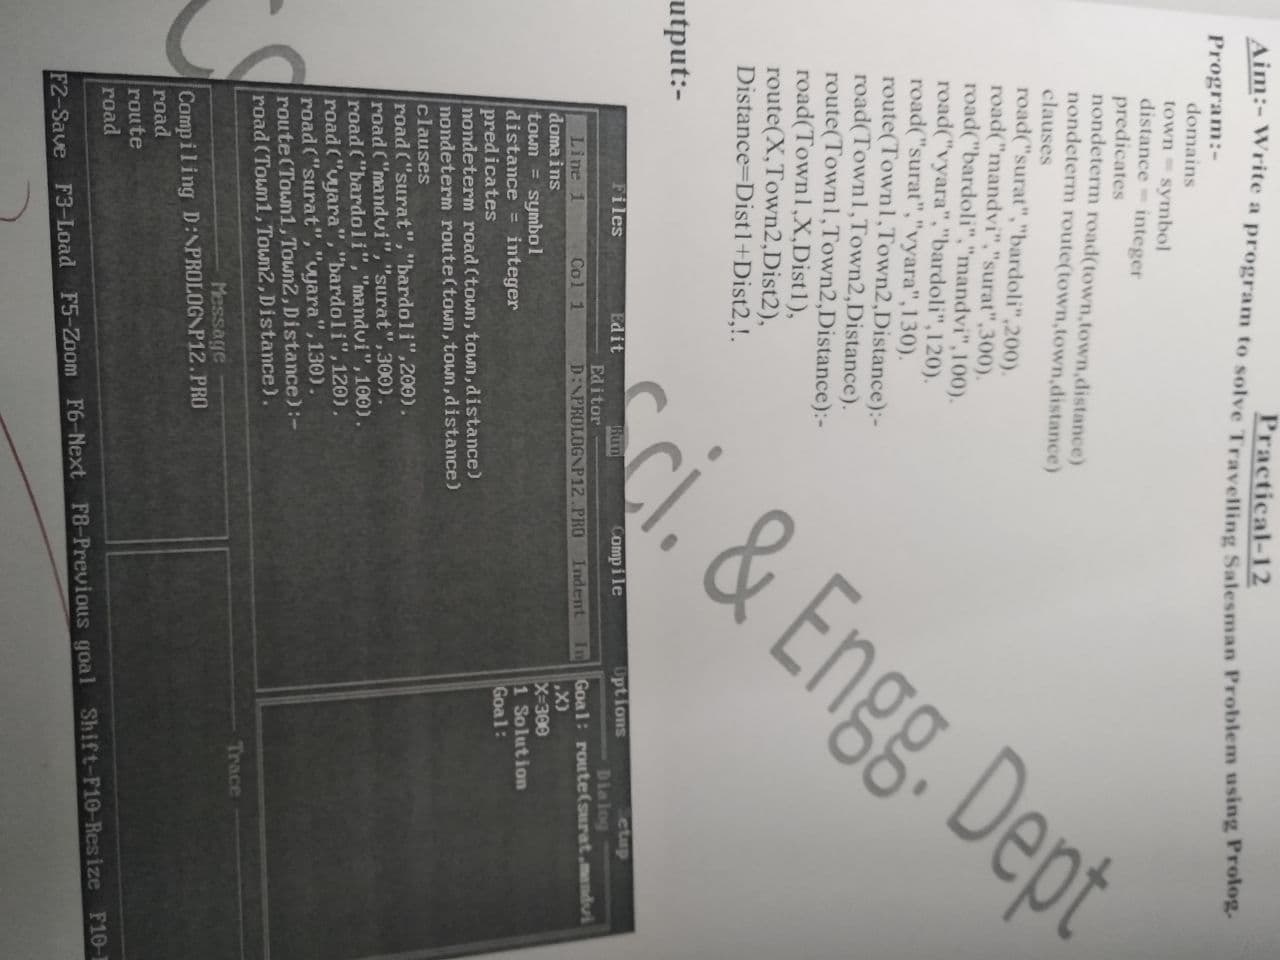 Practical-12
Aim:- Write a program to solve Travelling Salesman Problem using Prolog.
Program:-
domains
town = symbol
distance = integer
predicates
nondeterm road(town,town,distance)
nondeterm route(town,town,distance)
clauses
road("surat","bardoli",200).
road("mandvi","surat",300).
road("bardoli","mandvi",100).
road("vyara","bardoli",120).
road("surat","vyara",130).
route(Town1,Town2,Distance):-
road(Town1,Town2,Distance).
route(Town1,Town2,Distance):-
road(Town1,X,Dist1),
route(X,Town2,Dist2),
Distance=Dist1+Dist2,!.
utput:-
Sci. & Engg. Dept
Files Edit Run Compile Options Setup
Editor
Line 1 Col 1 D:\PROLOG\P12.PRO Indent In
domains
town = symbol
distance = integer
predicates
nondeterm road(town,town,distance)
nondeterm route(town,town,distance)
clauses
road("surat","bardoli",200).
road("mandvi","surat",300).
road("bardoli","mandvi",100).
road("vyara","bardoli",120).
road("surat","vyara",130).
route(Town1,Town2,Distance):-
road(Town1,Town2,Distance).
Dialog
Goal: route(surat,mandvi
,X)
X=300
1 Solution
Goal:
Message
Compiling D:\PROLOG\P12.PRO
road
route
road
Trace
F2-Save F3-Load F5-Zoom F6-Next F8-Previous goal Shift-F10-Resize F10-